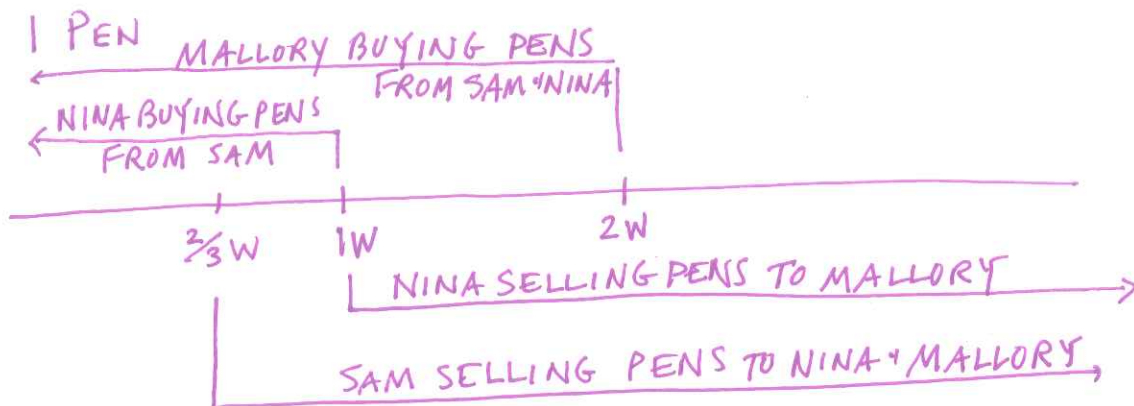 1 PEN
MALLORY BUYING PENS
FROM SAM & NINA
NINA BUYING PENS
FROM SAM
2/3 W
1W
2W
NINA SELLING PENS TO MALLORY
SAM SELLING PENS TO NINA & MALLORY